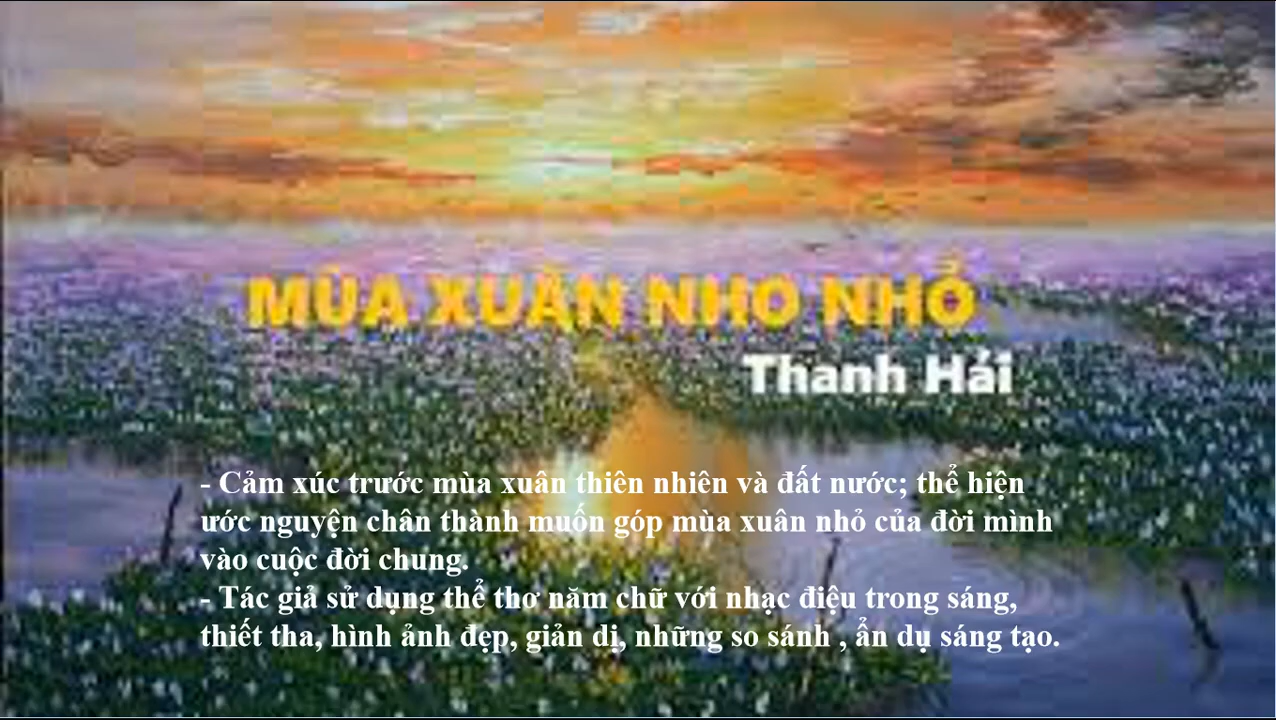 MÙA XUÂN NHO NHỎ
Thanh Hải
- Cảm xúc trước mùa xuân thiên nhiên và đất nước; thể hiện
ước nguyện chân thành muốn góp mùa xuân nhỏ của đời mình
vào cuộc đời chung.
- Tác giả sử dụng thể thơ năm chữ với nhạc điệu trong sáng,
thiết tha, hình ảnh đẹp, giản dị, những so sánh , ẩn dụ sáng tạo.